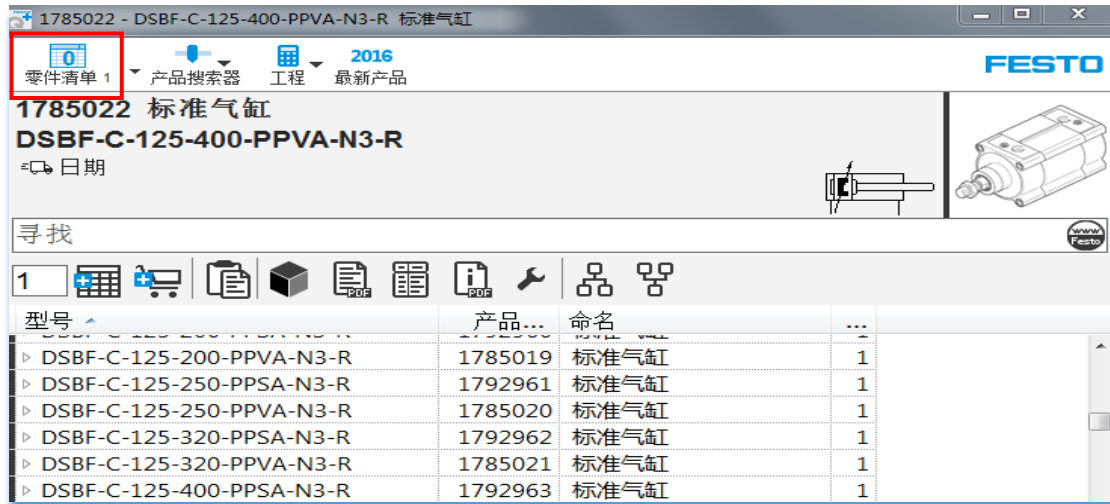 1785022 - DSBF-C-125-400-PPVA-N3-R 标准气缸
0
零件清单 1
产品搜索器
工程
2016
最新产品
FESTO
1785022 标准气缸
DSBF-C-125-400-PPVA-N3-R
日期
寻找
www
Festo
1
PDF
PDF
型号
产品...
命名
...
DSBF-C-125-200-PPVA-N3-R 1785019 标准气缸 1
DSBF-C-125-250-PPSA-N3-R 1792961 标准气缸 1
DSBF-C-125-250-PPVA-N3-R 1785020 标准气缸 1
DSBF-C-125-320-PPSA-N3-R 1792962 标准气缸 1
DSBF-C-125-320-PPVA-N3-R 1785021 标准气缸 1
DSBF-C-125-400-PPSA-N3-R 1792963 标准气缸 1